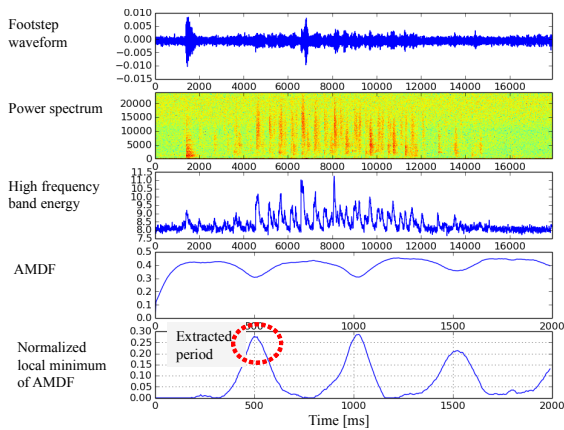 Footstep
waveform
0.010
0.005
0.000
−0.005
−0.010
−0.015
0 2000 4000 6000 8000 10000 12000 14000 16000
Power spectrum
20000
15000
10000
5000
0
0 2000 4000 6000 8000 10000 12000 14000 16000
High frequency
band energy
11.5
11.0
10.5
10.0
9.5
9.0
8.5
8.0
7.5
0 2000 4000 6000 8000 10000 12000 14000 16000
AMDF
0.5
0.4
0.3
0.2
0.1
0.0
0 500 1000 1500 2000
Normalized
local minimum
of AMDF
0.30
0.25
0.20
0.15
0.10
0.05
0.00
Extracted
period
0 500 1000 1500 2000
Time [ms]